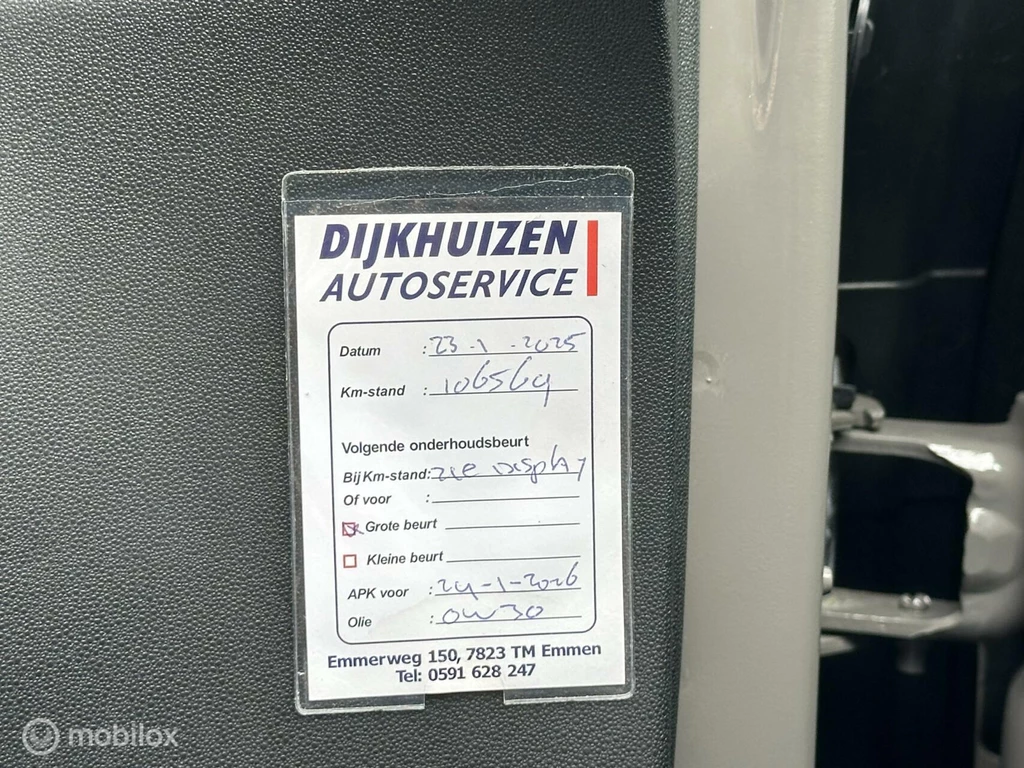 DIJKHUIZEN
AUTOSERVICE
Datum : 23-1-2025
Km-stand : 106569
Volgende onderhoudsbeurt
Bij Km-stand: zie Display
Of voor :
Grote beurt
Kleine beurt
APK voor : 24-1-2026
Olie : 0W30
Emmerweg 150, 7823 TM Emmen
Tel: 0591 628 247
mobilox